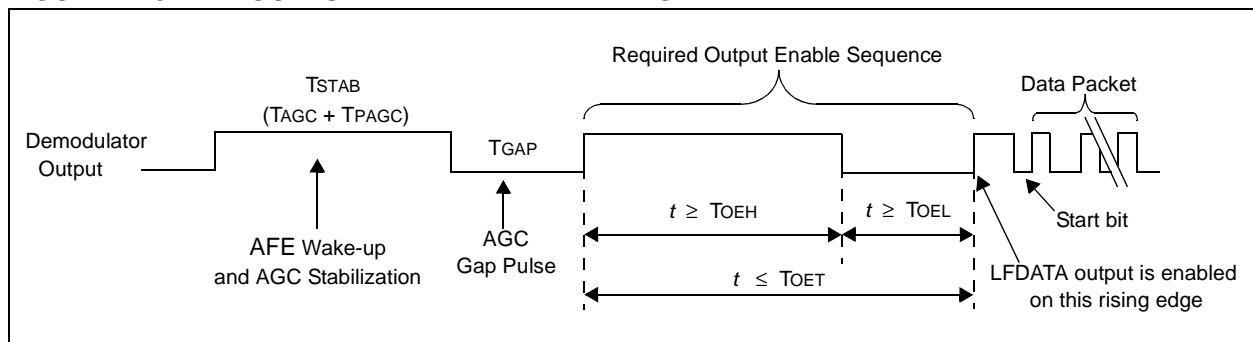 Required Output Enable Sequence
Data Packet
TSTAB
(TAGC + TPAGC)
Demodulator
Output
TGAP
t ≥ TOEH
t ≥ TOEL
Start bit
AFE Wake-up
and AGC Stabilization
AGC
Gap Pulse
t ≤ TOET
LFDATA output is enabled
on this rising edge